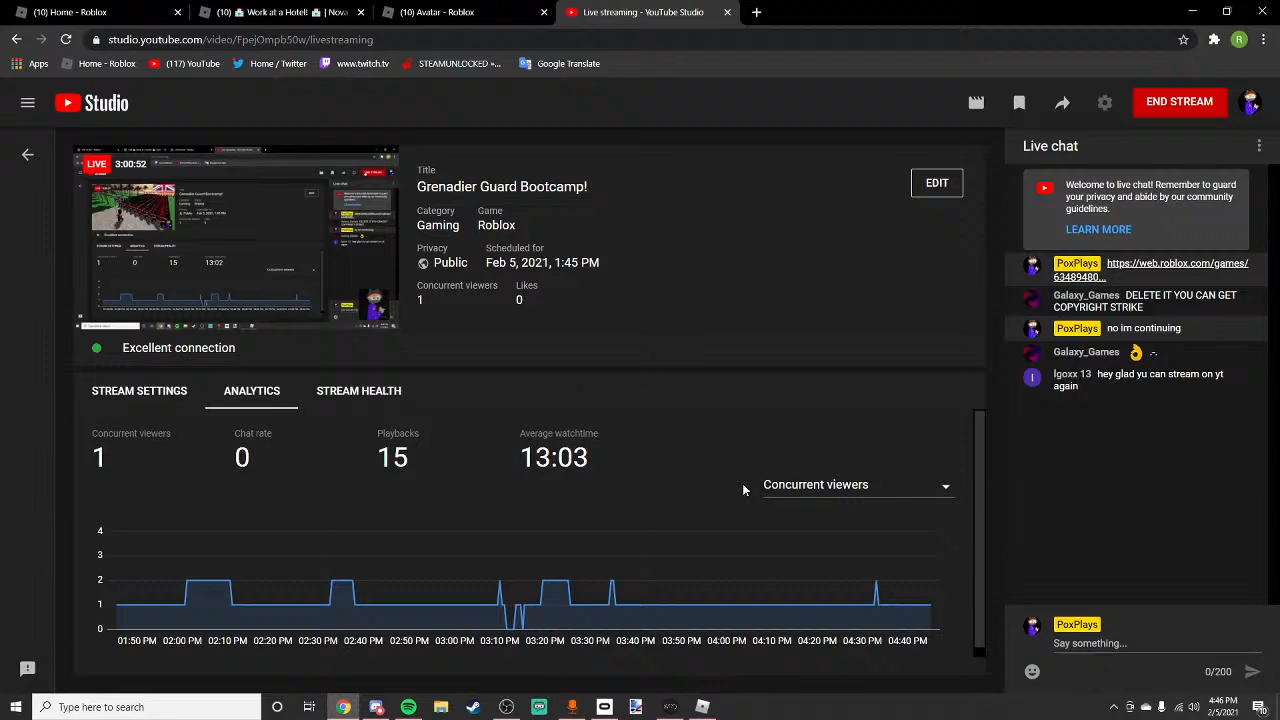 (10) Home - Roblox
(10) 🏨 Work at a Hotel! 🏨 | Nova
(10) Avatar - Roblox
Live streaming - YouTube Studio
studio.youtube.com/video/FpejOmpb50w/livestreaming
R
Apps
Home - Roblox
(117) YouTube
Home / Twitter
www.twitch.tv
STEAMUNLOCKED »...
Google Translate
Studio
END STREAM
LIVE 3:00:52
Title
Grenadier Guard Bootcamp!
EDIT
Category
Gaming
Game
Roblox
Privacy
Public
Scheduled for
Feb 5, 2021, 1:45 PM
Concurrent viewers
1
Likes
0
Excellent connection
STREAM SETTINGS
ANALYTICS
STREAM HEALTH
Concurrent viewers
1
Chat rate
0
Playbacks
15
Average watchtime
13:03
Concurrent viewers
4
3
2
1
0
01:50 PM 02:00 PM 02:10 PM 02:20 PM 02:30 PM 02:40 PM 02:50 PM 03:00 PM 03:10 PM 03:20 PM 03:30 PM 03:40 PM 03:50 PM 04:00 PM 04:10 PM 04:20 PM 04:30 PM 04:40 PM
Live chat
Welcome to live chat! Remember to guard
your privacy and abide by our community
guidelines.
LEARN MORE
PoxPlays https://web.roblox.com/games/
63489480...
Galaxy_Games DELETE IT YOU CAN GET
COPYRIGHT STRIKE
PoxPlays no im continuing
Galaxy_Games 👌 -.-
I
Igoxx 13 hey glad yu can stream on yt
again
PoxPlays
Say something...
0/200
Type here to search
4:46 PM
2/5/2021